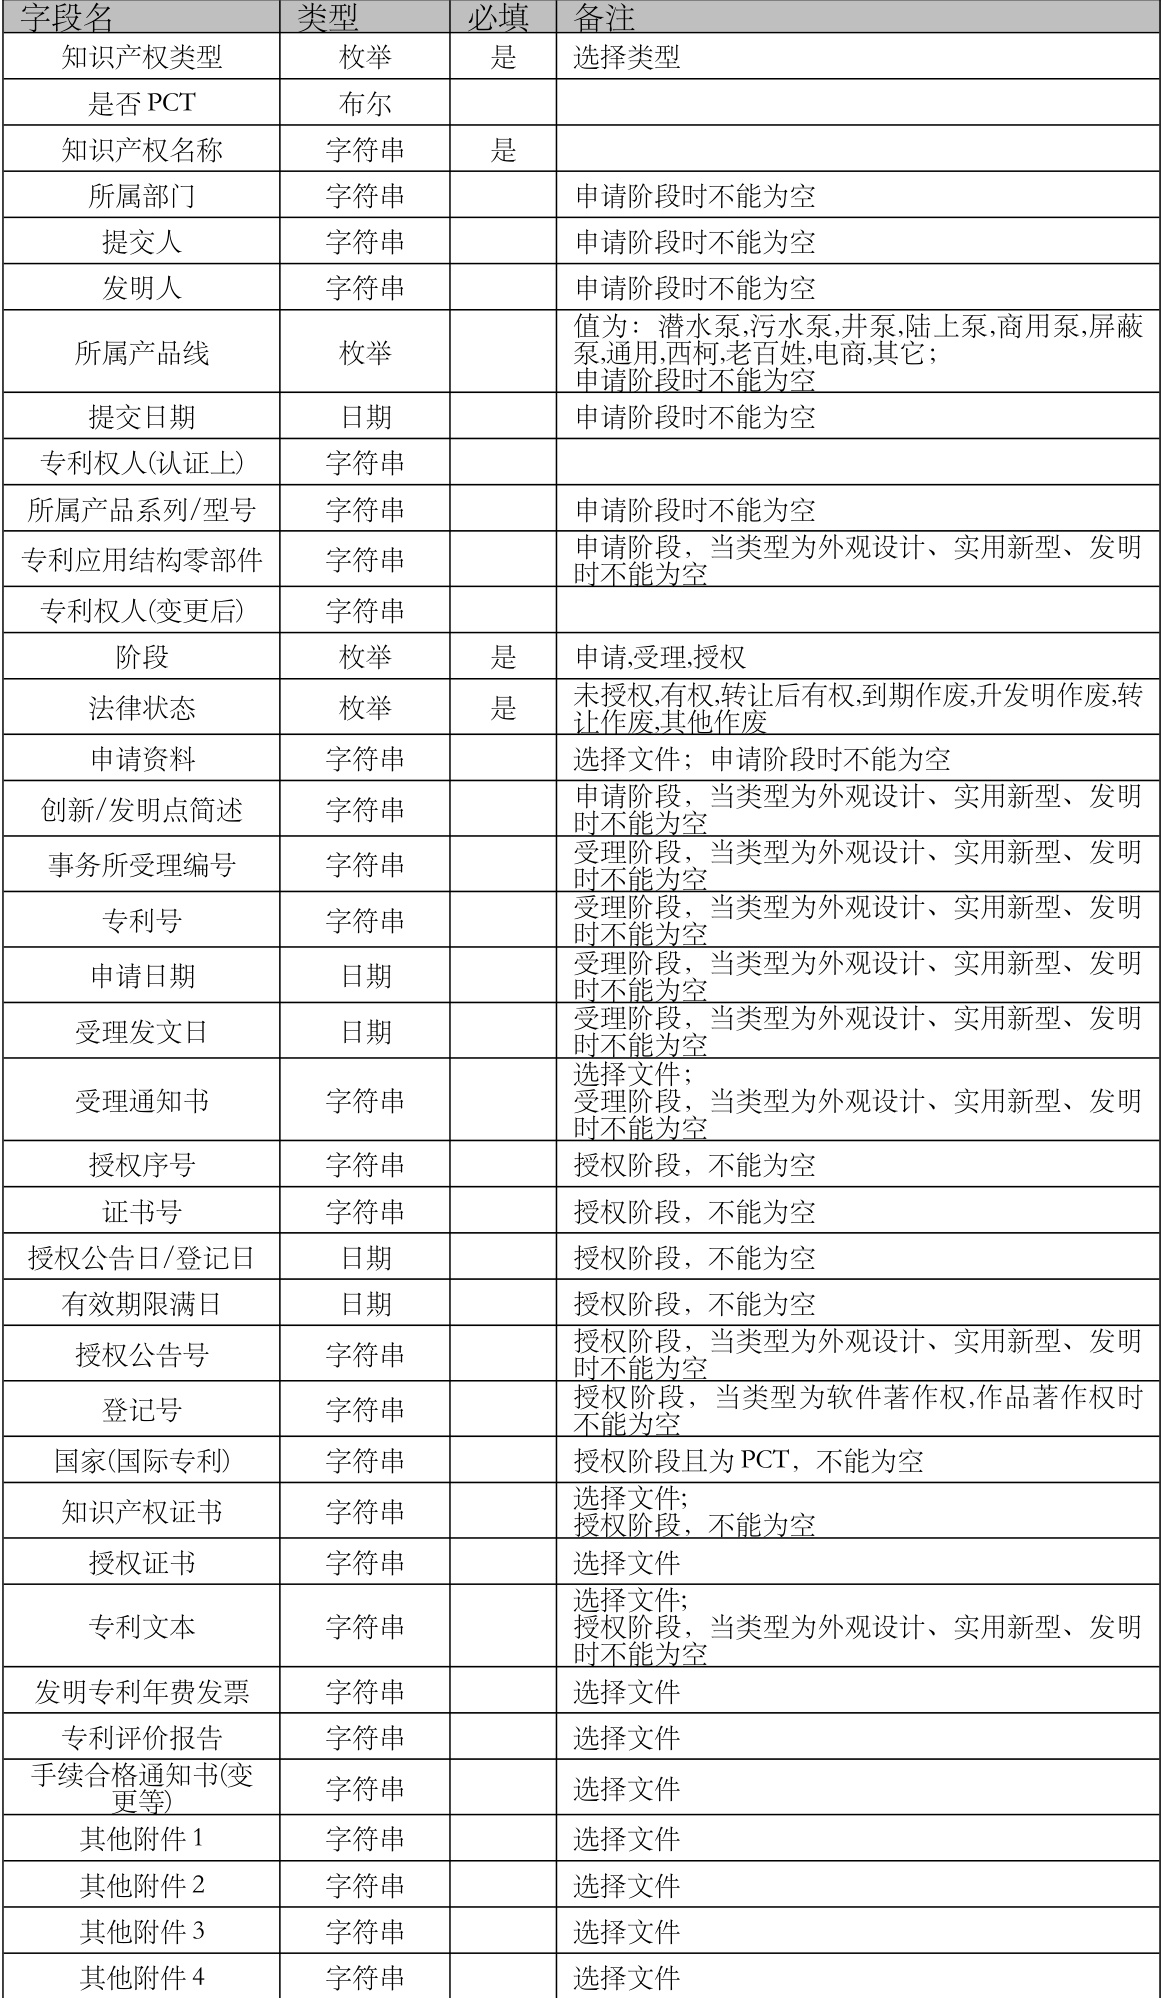 字段名 类型 必填 备注
知识产权类型 枚举 是 选择类型
是否 PCT 布尔
知识产权名称 字符串 是
所属部门 字符串 申请阶段时不能为空
提交人 字符串 申请阶段时不能为空
发明人 字符串 申请阶段时不能为空
所属产品线 枚举 值为：潜水泵,污水泵,井泵,陆上泵,商用泵,屏蔽
泵,通用,西柯,老百姓,电商,其它；
申请阶段时不能为空
提交日期 日期 申请阶段时不能为空
专利权人(认证上) 字符串
所属产品系列/型号 字符串 申请阶段时不能为空
专利应用结构零部件 字符串 申请阶段，当类型为外观设计、实用新型、发明
时不能为空
专利权人(变更后) 字符串
阶段 枚举 是 申请,受理,授权
法律状态 枚举 是 未授权,有权,转让后有权,到期作废,升发明作废,转
让作废,其他作废
申请资料 字符串 选择文件；申请阶段时不能为空
创新/发明点简述 字符串 申请阶段，当类型为外观设计、实用新型、发明
时不能为空
事务所受理编号 字符串 受理阶段，当类型为外观设计、实用新型、发明
时不能为空
专利号 字符串 受理阶段，当类型为外观设计、实用新型、发明
时不能为空
申请日期 日期 受理阶段，当类型为外观设计、实用新型、发明
时不能为空
受理发文日 日期 受理阶段，当类型为外观设计、实用新型、发明
时不能为空
受理通知书 字符串 选择文件；
受理阶段，当类型为外观设计、实用新型、发明
时不能为空
授权序号 字符串 授权阶段，不能为空
证书号 字符串 授权阶段，不能为空
授权公告日/登记日 日期 授权阶段，不能为空
有效期限满日 日期 授权阶段，不能为空
授权公告号 字符串 授权阶段，当类型为外观设计、实用新型、发明
时不能为空
登记号 字符串 授权阶段，当类型为软件著作权,作品著作权时
不能为空
国家(国际专利) 字符串 授权阶段且为 PCT，不能为空
知识产权证书 字符串 选择文件;
授权阶段，不能为空
授权证书 字符串 选择文件
专利文本 字符串 选择文件;
授权阶段，当类型为外观设计、实用新型、发明
时不能为空
发明专利年费发票 字符串 选择文件
专利评价报告 字符串 选择文件
手续合格通知书(变
更等) 字符串 选择文件
其他附件 1 字符串 选择文件
其他附件 2 字符串 选择文件
其他附件 3 字符串 选择文件
其他附件 4 字符串 选择文件